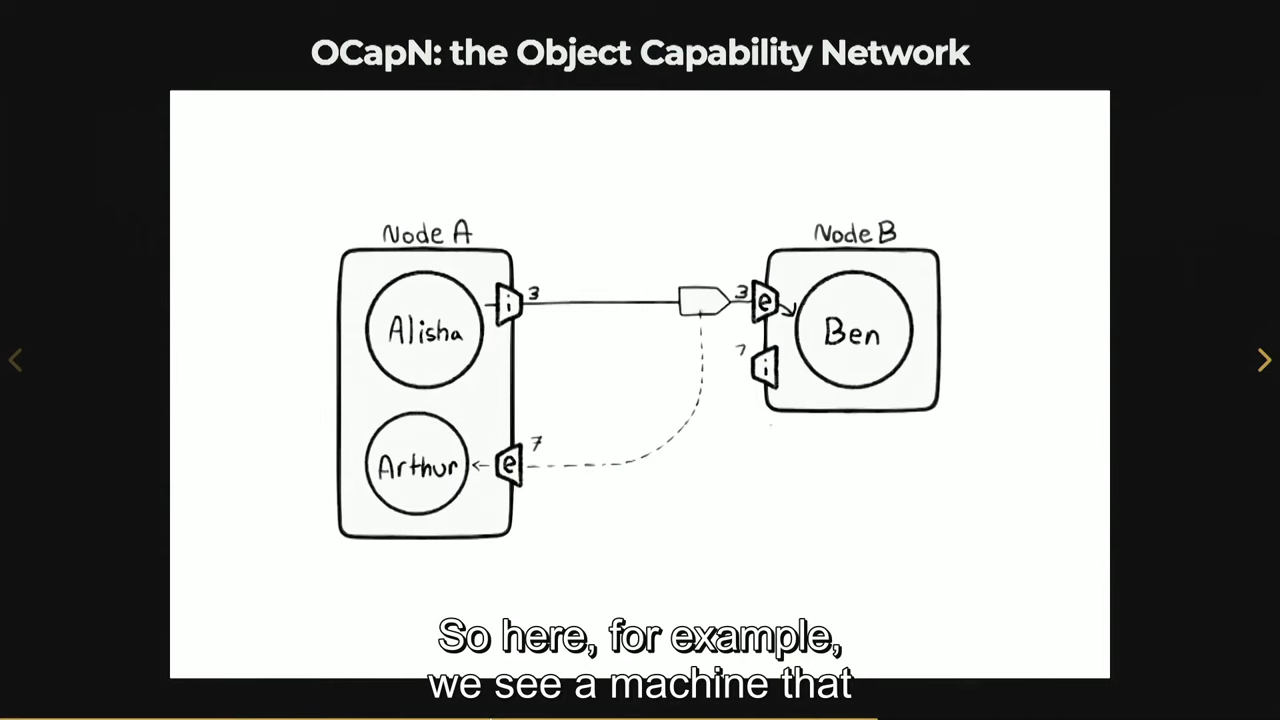 OCapN: the Object Capability Network
Node A
Node B
Alisha
i
3
3
e
Ben
7
i
Arthur
e
7
So here, for example,
we see a machine that